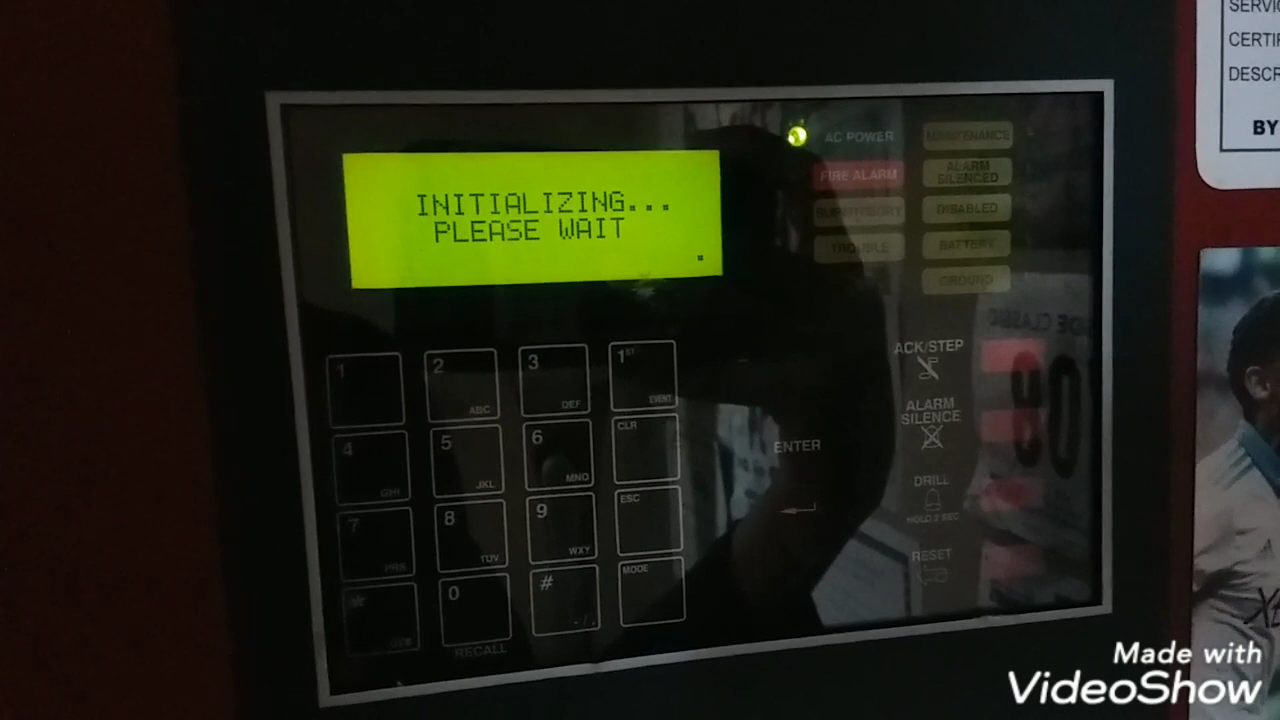 INITIALIZING...
PLEASE WAIT
.
AC POWER
FIRE ALARM
SUPERVISORY
TROUBLE
MAINTENANCE
ALARM
SILENCED
DISABLED
BATTERY
GROUND
1
2 ABC
3 DEF
1ST EVENT
4 GHI
5 JKL
6 MNO
CLR
7 PRS
8 TUV
9 WXY
ESC
*
0
# - / .
MODE
RECALL
ENTER
ACK/STEP
ALARM
SILENCE
DRILL
HOLD 2 SEC
RESET
CERTIF
DESCR
BY
Made with
VideoShow